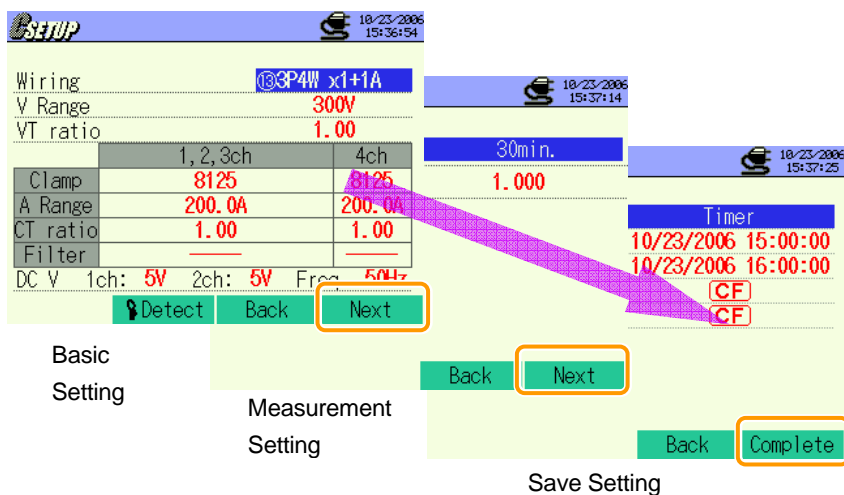 SETUP
10/23/2006
15:36:54
Wiring ⑬3P4W x1+1A
V Range 300V
VT ratio 1.00
1,2,3ch 4ch
Clamp 8125 8125
A Range 200.0A 200.0A
CT ratio 1.00 1.00
Filter
DC V 1ch: 5V 2ch: 5V Freq 50Hz
Detect Back Next
Basic
Setting
10/23/2006
15:37:14
30min.
1.000
Back Next
Measurement
Setting
10/23/2006
15:37:25
Timer
10/23/2006 15:00:00
10/23/2006 16:00:00
CF
CF
Back Complete
Save Setting